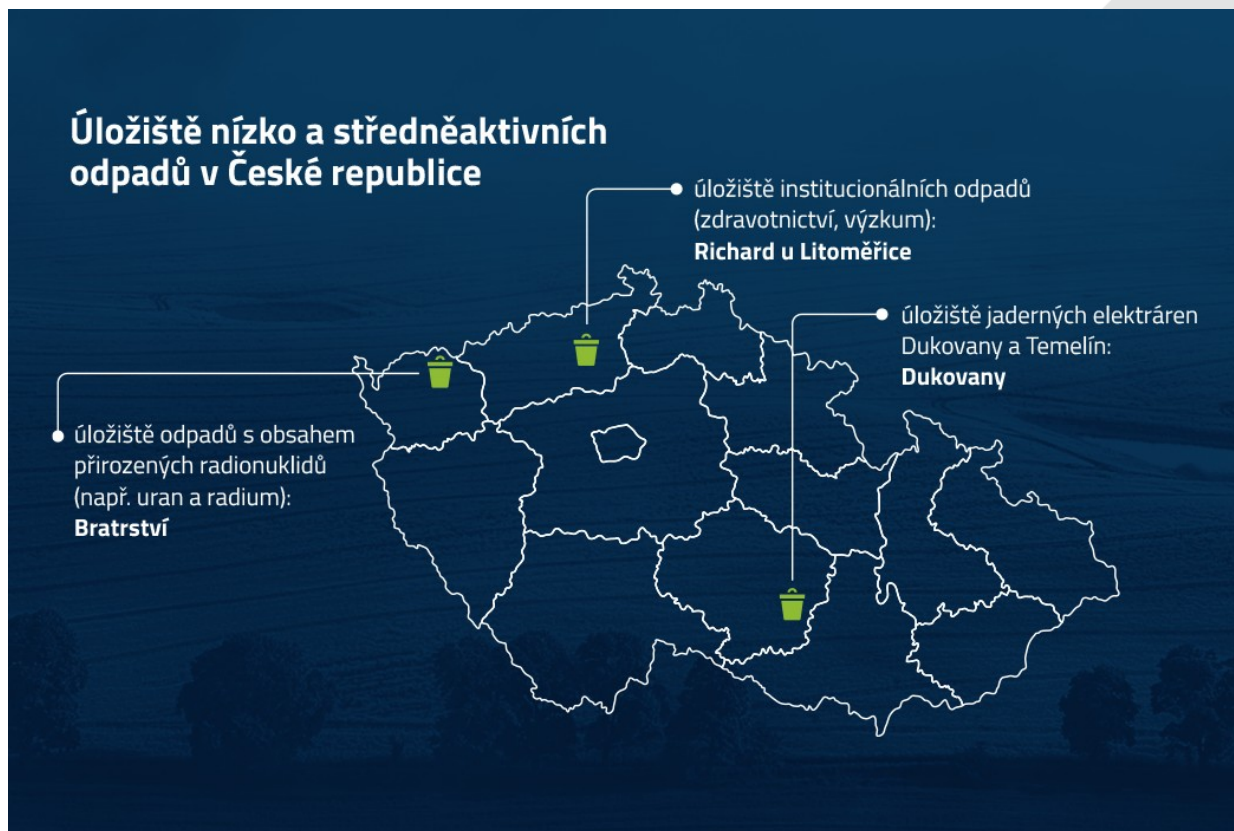 Úložiště nízko a středněaktivních
odpadů v České republice
úložiště institucionálních odpadů
(zdravotnictví, výzkum):
Richard u Litoměřice
úložiště jaderných elektráren
Dukovany a Temelín:
Dukovany
úložiště odpadů s obsahem
přirozených radionuklidů
(např. uran a radium):
Bratrství